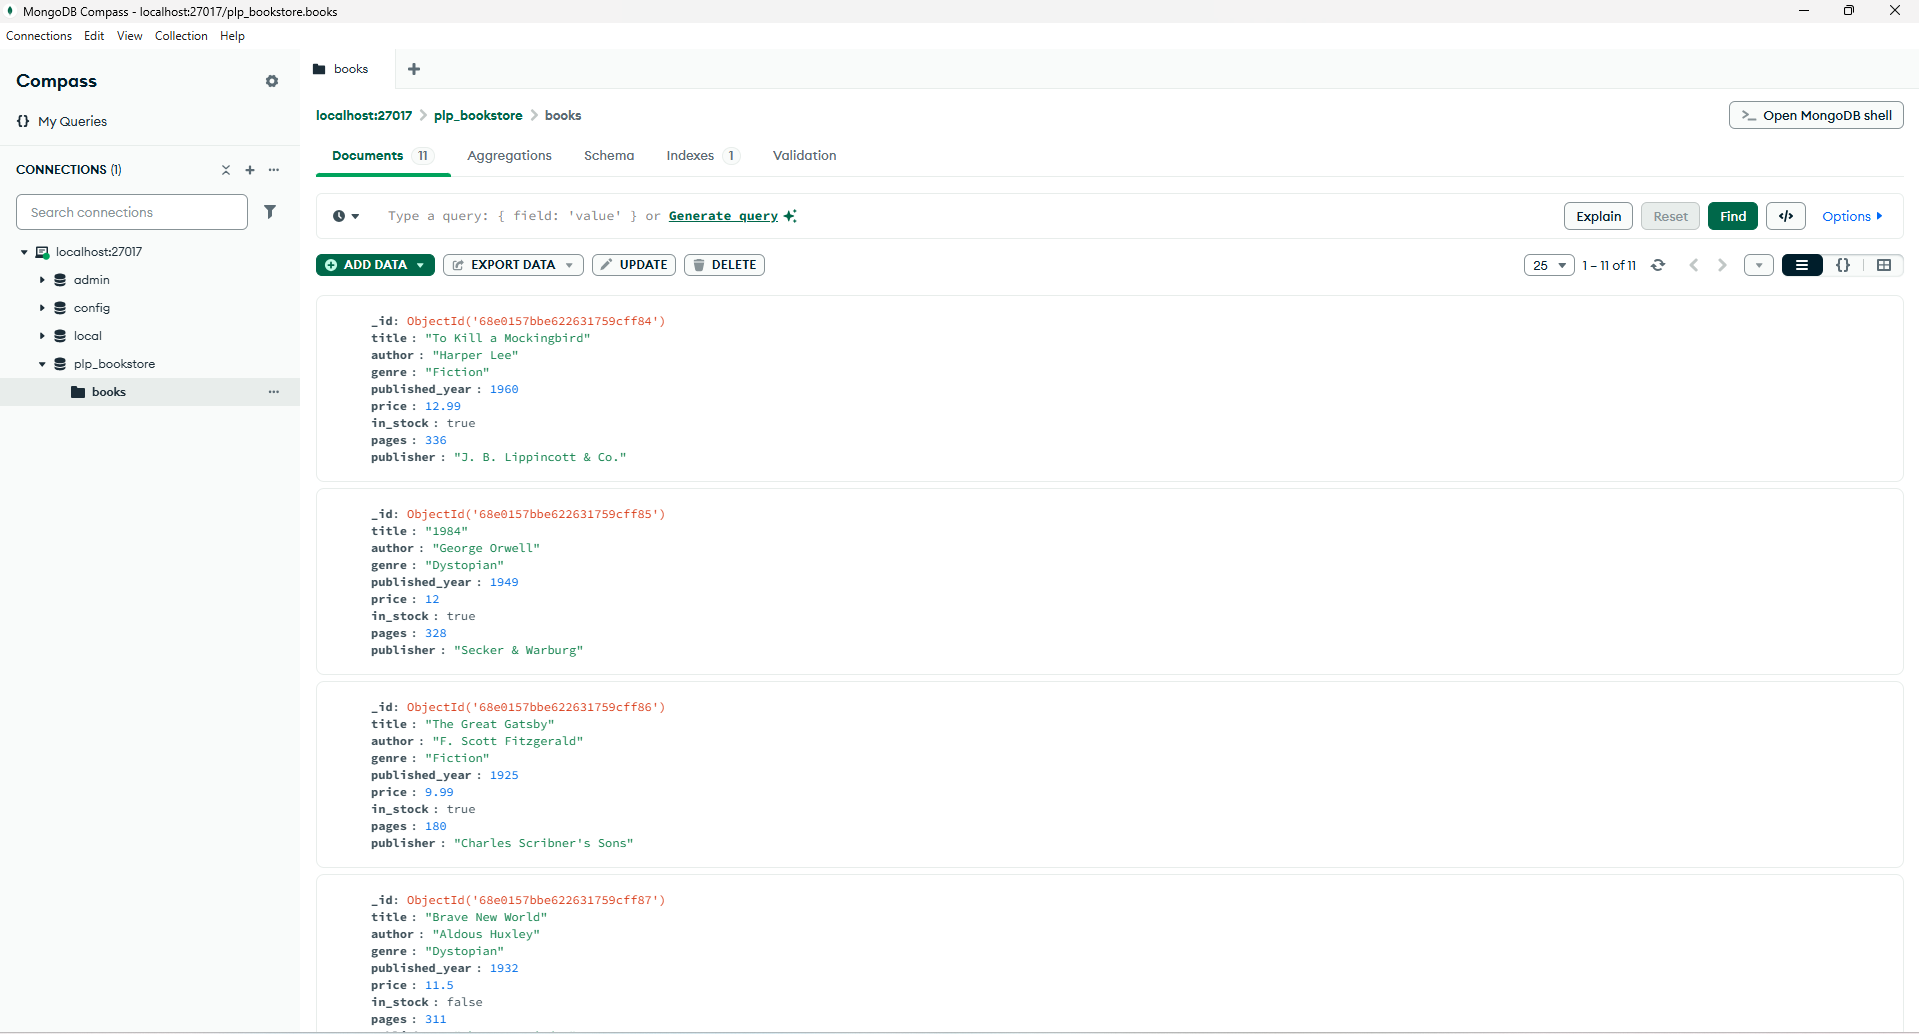 MongoDB Compass - localhost:27017/plp_bookstore.books
Connections Edit View Collection Help
Compass
{} My Queries
CONNECTIONS (1)
Search connections
localhost:27017
admin
config
local
plp_bookstore
books
books
localhost:27017 > plp_bookstore > books
>_ Open MongoDB shell
Documents 11 Aggregations Schema Indexes 1 Validation
Type a query: { field: 'value' } or Generate query
Explain Reset Find </> Options
ADD DATA EXPORT DATA UPDATE DELETE
25 1 – 11 of 11 {}
_id: ObjectId('68e0157bbe622631759cff84')
title : "To Kill a Mockingbird"
author : "Harper Lee"
genre : "Fiction"
published_year : 1960
price : 12.99
in_stock : true
pages : 336
publisher : "J. B. Lippincott & Co."
_id: ObjectId('68e0157bbe622631759cff85')
title : "1984"
author : "George Orwell"
genre : "Dystopian"
published_year : 1949
price : 12
in_stock : true
pages : 328
publisher : "Secker & Warburg"
_id: ObjectId('68e0157bbe622631759cff86')
title : "The Great Gatsby"
author : "F. Scott Fitzgerald"
genre : "Fiction"
published_year : 1925
price : 9.99
in_stock : true
pages : 180
publisher : "Charles Scribner's Sons"
_id: ObjectId('68e0157bbe622631759cff87')
title : "Brave New World"
author : "Aldous Huxley"
genre : "Dystopian"
published_year : 1932
price : 11.5
in_stock : false
pages : 311